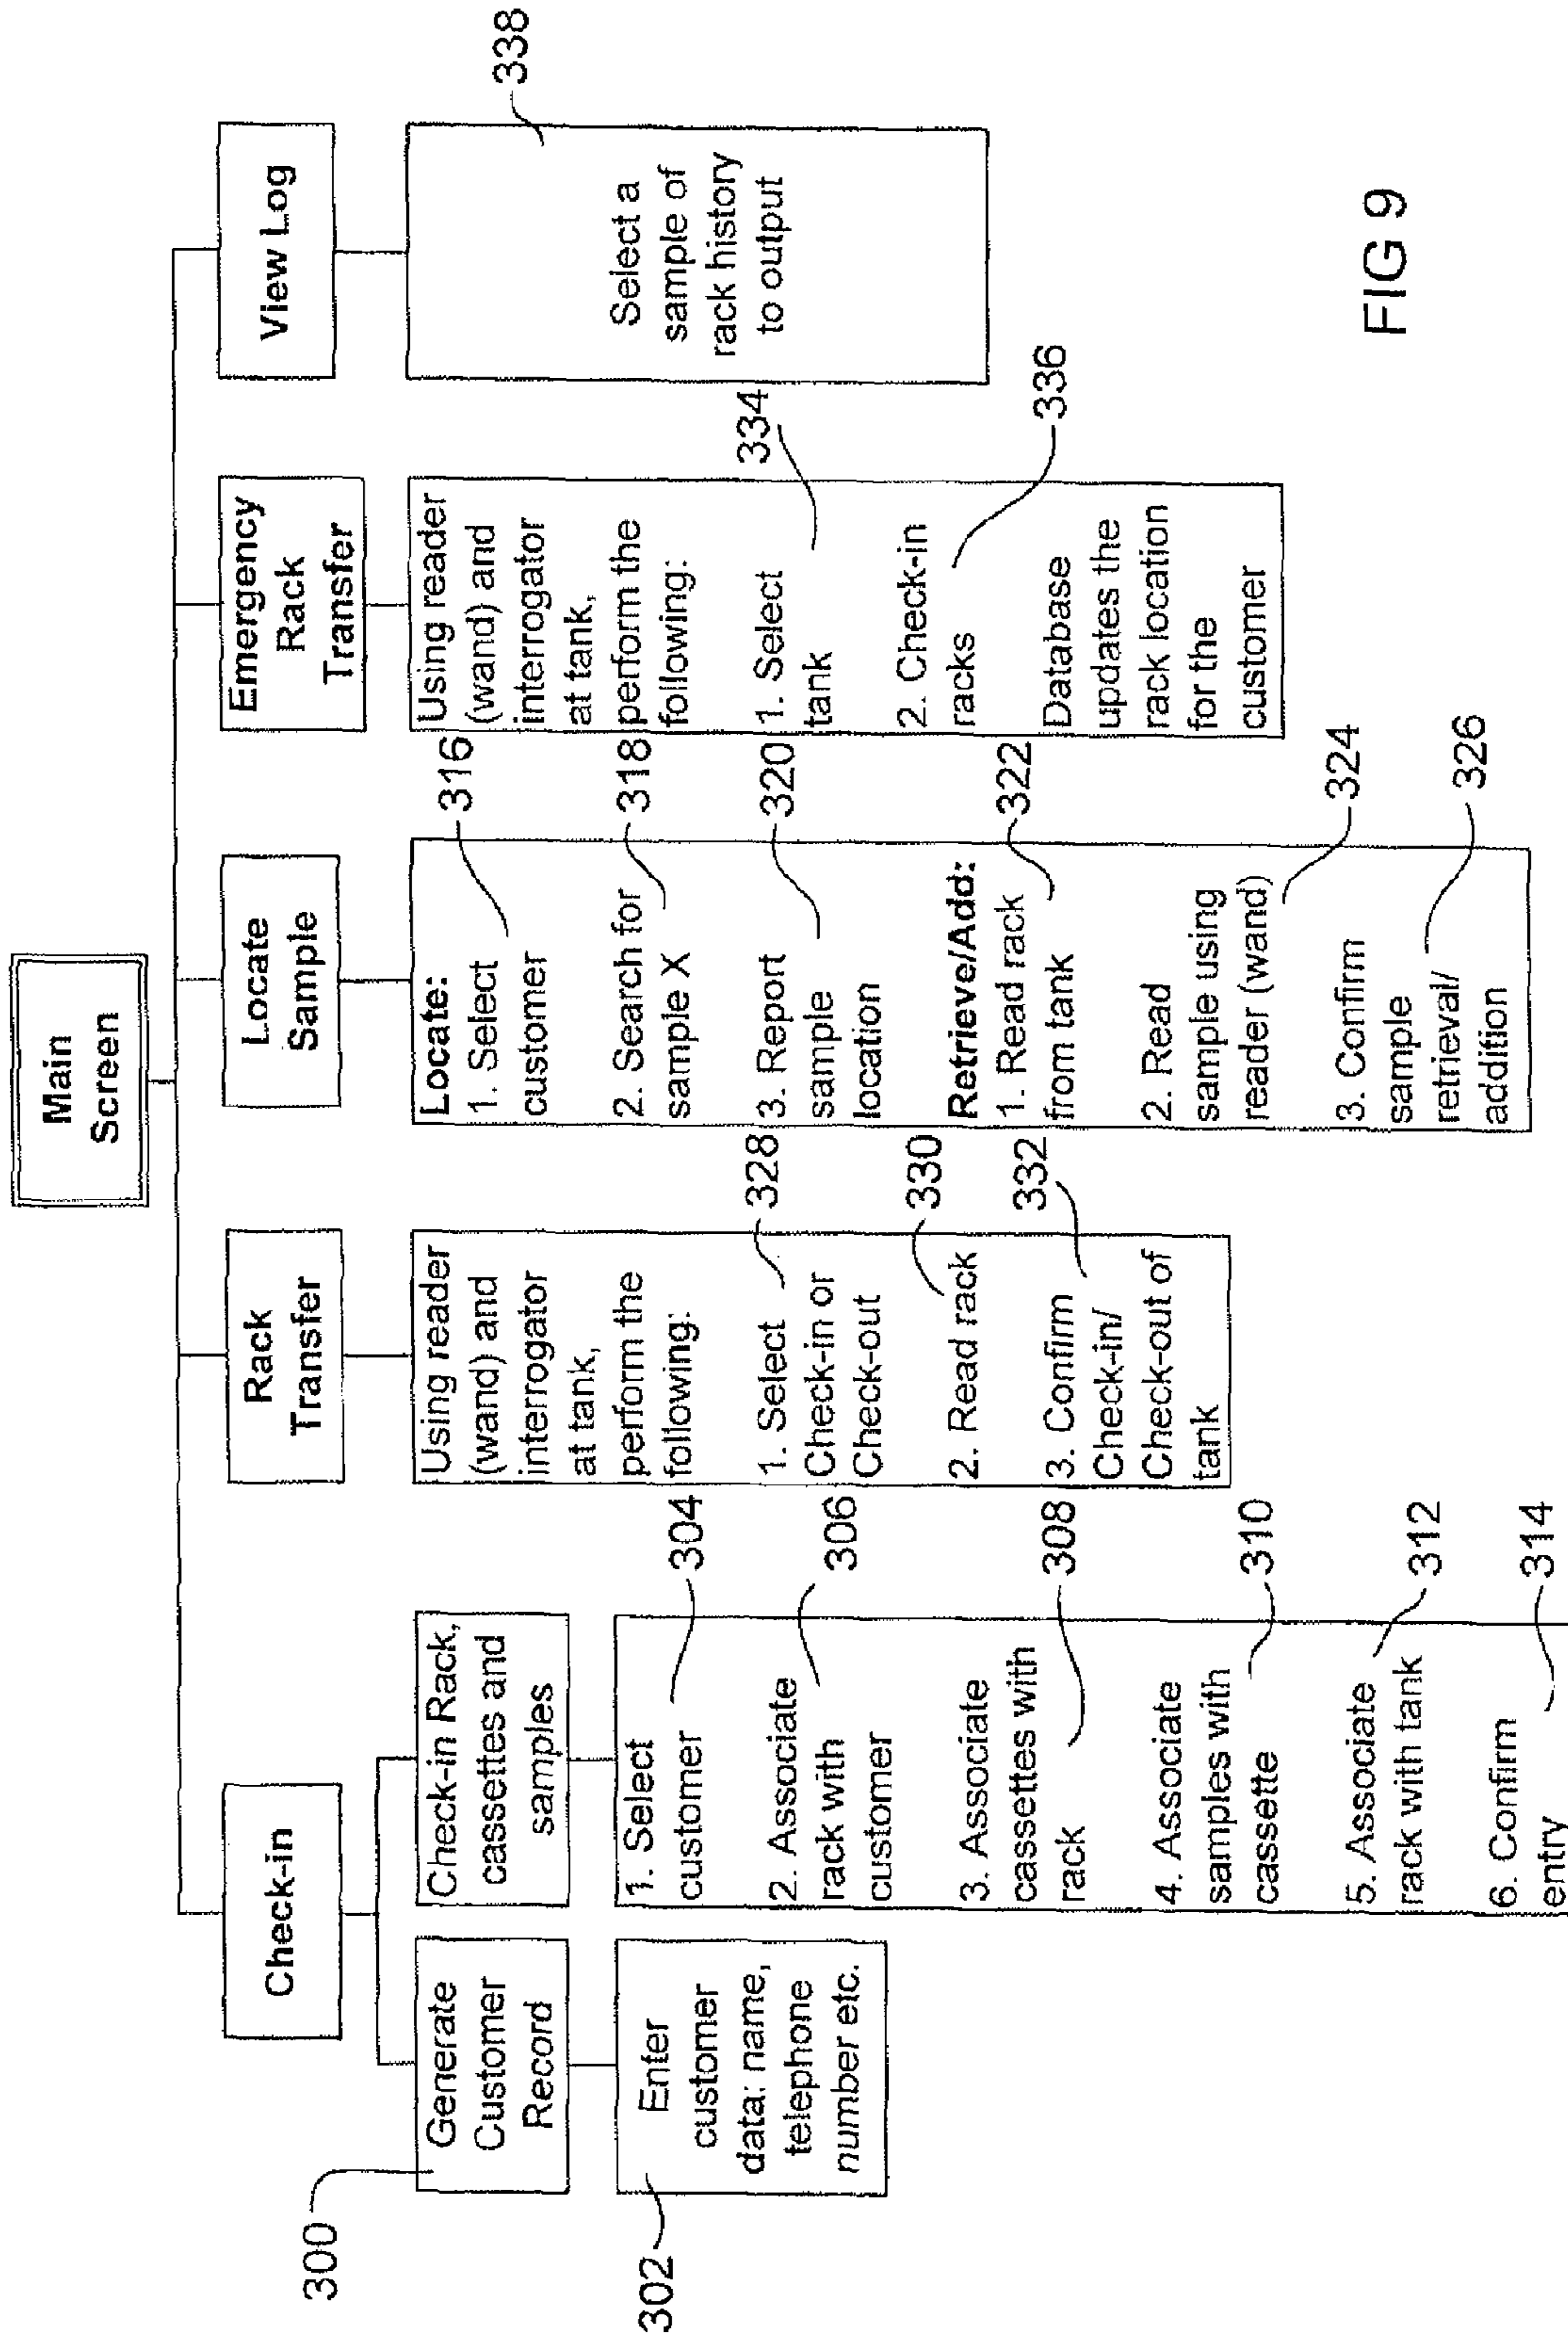 Main
Screen
Check-in
300
Generate
Customer
Record
302
Enter
customer
data: name,
telephone
number etc.
Check-in Rack,
cassettes and
samples
1. Select
customer
304
2. Associate
rack with
customer
306
3. Associate
cassettes with
rack
308
4. Associate
samples with
cassette
310
5. Associate
rack with tank
312
6. Confirm
entry
314
Rack
Transfer
Using reader
(wand) and
interrogator
at tank,
perform the
following:
1. Select
Check-in or
Check-out
328
2. Read rack
330
3. Confirm
Check-in/
Check-out of
tank
332
Locate
Sample
Locate:
1. Select
customer
316
2. Search for
sample X
318
3. Report
sample
location
320
Retrieve/Add:
1. Read rack
from tank
322
2. Read
sample using
reader (wand)
324
3. Confirm
sample
retrieval/
addition
326
Emergency
Rack
Transfer
Using reader
(wand) and
interrogator
at tank,
perform the
following:
1. Select
tank
334
2. Check-in
racks
336
Database
updates the
rack location
for the
customer
View Log
Select a
sample of
rack history
to output
338
FIG 9